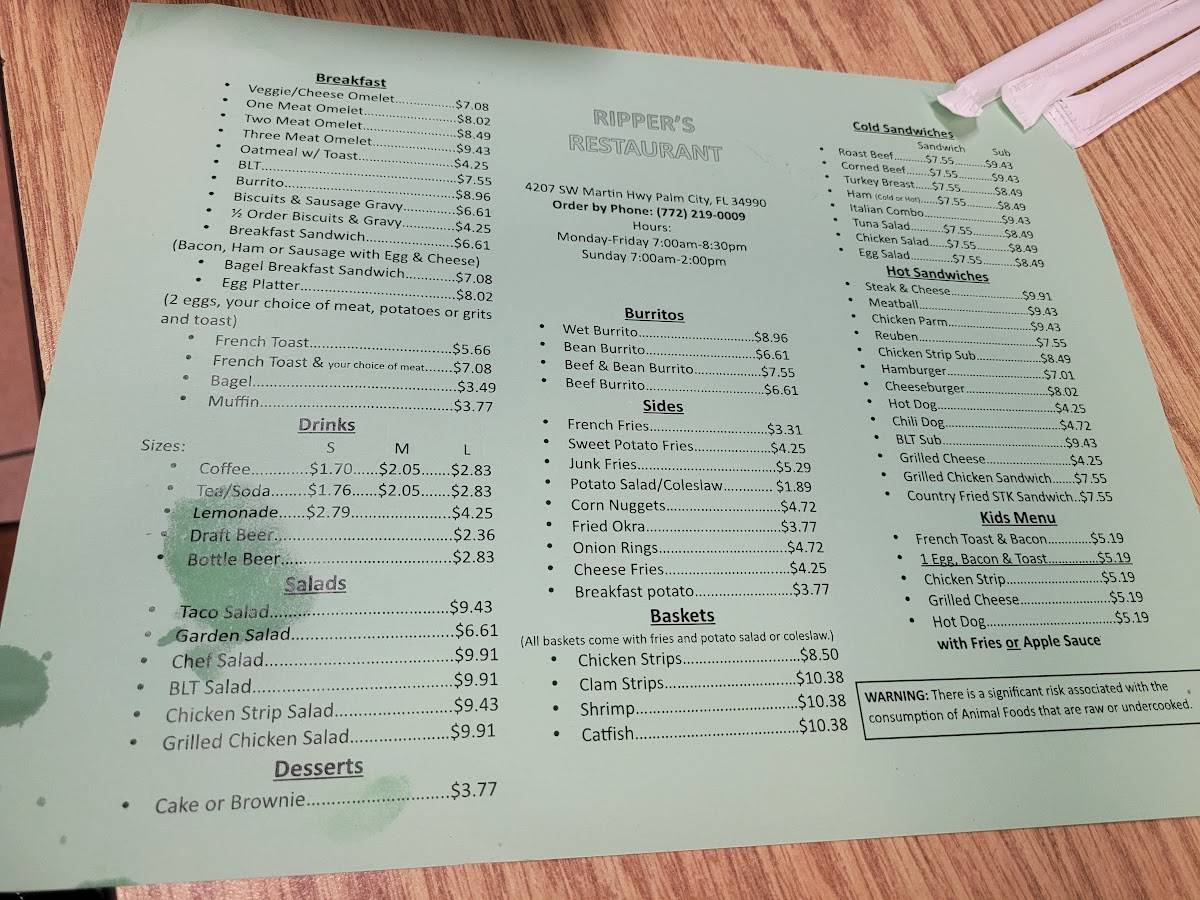 Breakfast
• Veggie/Cheese Omelet................$7.08
• One Meat Omelet.........................$8.02
• Two Meat Omelet.........................$8.49
• Three Meat Omelet......................$9.43
• Oatmeal w/ Toast.........................$4.25
• BLT.................................................$7.55
• Burrito............................................$8.96
• Biscuits & Sausage Gravy..............$6.61
• ½ Order Biscuits & Gravy..............$4.25
• Breakfast Sandwich.......................$6.61
(Bacon, Ham or Sausage with Egg & Cheese)
• Bagel Breakfast Sandwich.............$7.08
• Egg Platter.....................................$8.02
(2 eggs, your choice of meat, potatoes or grits
and toast)
• French Toast..................................$5.66
• French Toast & your choice of meat.......$7.08
• Bagel..............................................$3.49
• Muffin............................................$3.77
Drinks
Sizes: S M L
• Coffee............$1.70......$2.05.......$2.83
• Tea/Soda........$1.76......$2.05.......$2.83
• Lemonade......$2.79......................$4.25
• Draft Beer......................................$2.36
• Bottle Beer.....................................$2.83
Salads
• Taco Salad......................................$9.43
• Garden Salad..................................$6.61
• Chef Salad.......................................$9.91
• BLT Salad.........................................$9.91
• Chicken Strip Salad........................$9.43
• Grilled Chicken Salad.....................$9.91
Desserts
• Cake or Brownie.............................$3.77
RIPPER'S
RESTAURANT
4207 SW Martin Hwy Palm City, FL 34990
Order by Phone: (772) 219-0009
Hours:
Monday-Friday 7:00am-8:30pm
Sunday 7:00am-2:00pm
Burritos
• Wet Burrito.............................$8.96
• Bean Burrito...........................$6.61
• Beef & Bean Burrito................$7.55
• Beef Burrito............................$6.61
Sides
• French Fries.............................$3.31
• Sweet Potato Fries..................$4.25
• Junk Fries.................................$5.29
• Potato Salad/Coleslaw............ $1.89
• Corn Nuggets...........................$4.72
• Fried Okra.................................$3.77
• Onion Rings..............................$4.72
• Cheese Fries.............................$4.25
• Breakfast potato......................$3.77
Baskets
(All baskets come with fries and potato salad or coleslaw.)
• Chicken Strips..........................$8.50
• Clam Strips...............................$10.38
• Shrimp......................................$10.38
• Catfish......................................$10.38
Cold Sandwiches
Sandwich Sub
• Roast Beef.........$7.55.........$9.43
• Corned Beef.......$7.55.........$9.43
• Turkey Breast.....$7.55.........$8.49
• Ham (Cold or Hot).....$7.55.........$8.49
• Italian Combo......................$9.43
• Tuna Salad.........$7.55.........$8.49
• Chicken Salad.....$7.55.........$8.49
• Egg Salad...........$7.55.........$8.49
Hot Sandwiches
• Steak & Cheese....................$9.91
• Meatball...............................$9.43
• Chicken Parm.......................$9.43
• Reuben.................................$7.55
• Chicken Strip Sub.................$8.49
• Hamburger...........................$7.01
• Cheeseburger.......................$8.02
• Hot Dog................................$4.25
• Chili Dog...............................$4.72
• BLT Sub.................................$9.43
• Grilled Cheese......................$4.25
• Grilled Chicken Sandwich.......$7.55
• Country Fried STK Sandwich..$7.55
Kids Menu
• French Toast & Bacon............$5.19
• 1 Egg, Bacon & Toast.............$5.19
• Chicken Strip........................$5.19
• Grilled Cheese......................$5.19
• Hot Dog................................$5.19
with Fries or Apple Sauce
WARNING: There is a significant risk associated with the
consumption of Animal Foods that are raw or undercooked.